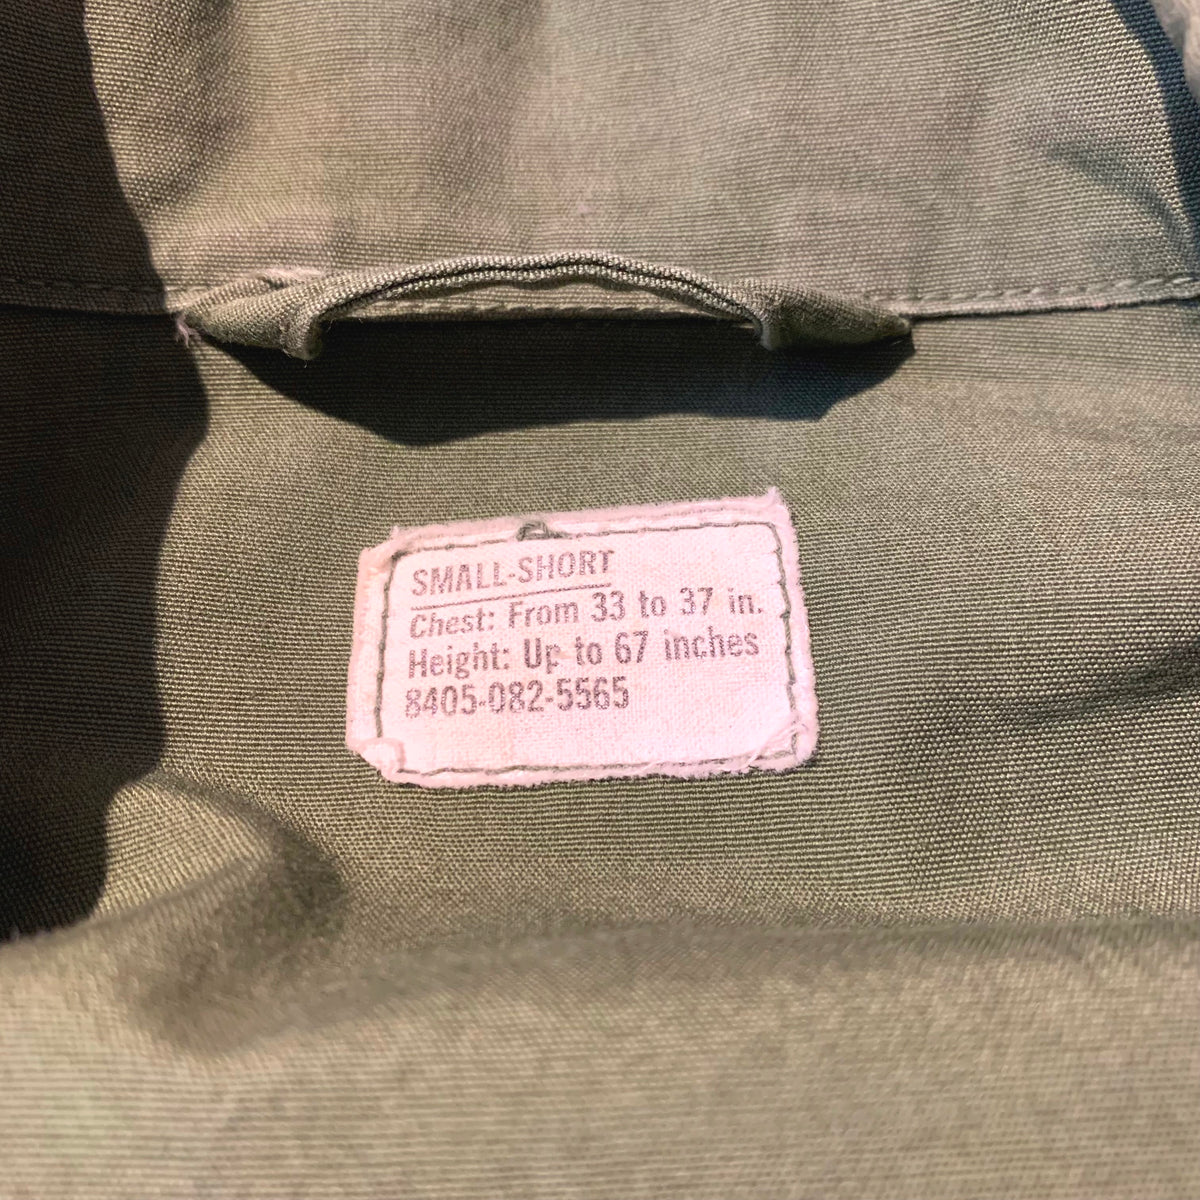 SMALL-SHORT
Chest: From 33 to 37 in.
Height: Up to 67 inches
8405-082-5565